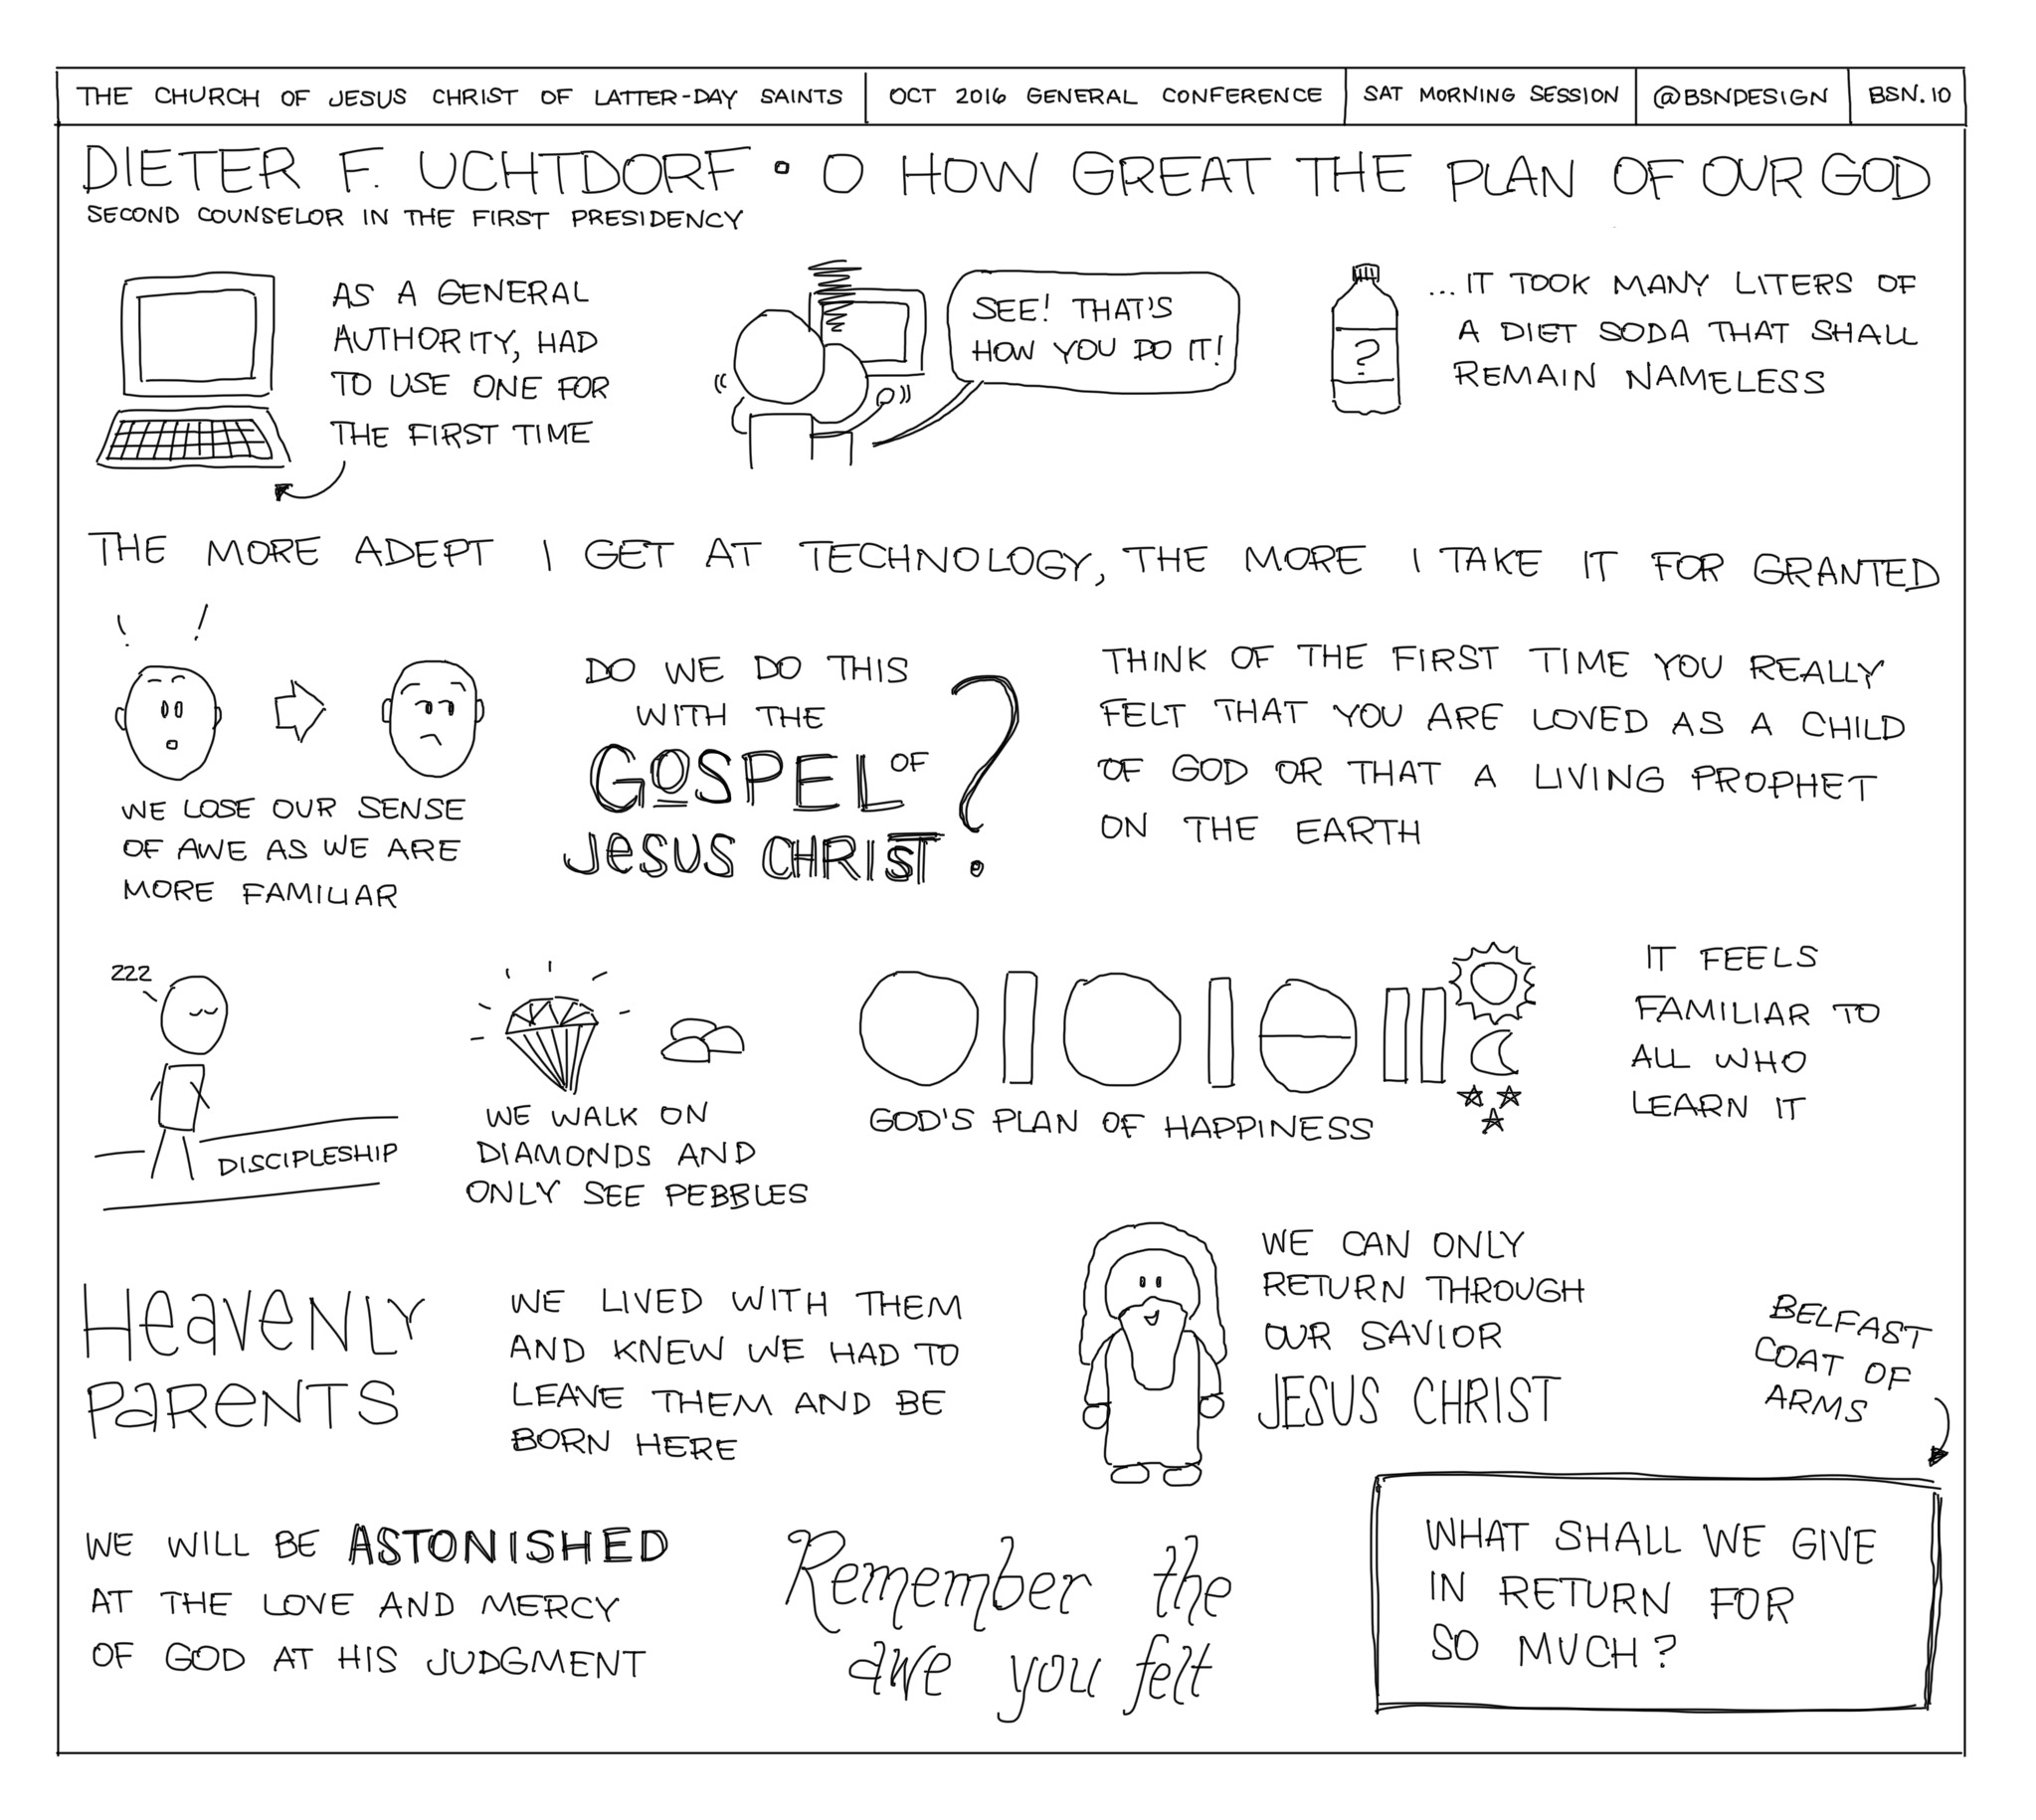 THE CHURCH OF JESUS CHRIST OF LATTER-DAY SAINTS
OCT 2016 GENERAL CONFERENCE
SAT MORNING SESSION
@BSNDESIGN
BSN.10
DIETER F. UCHTDORF • O HOW GREAT THE PLAN OF OUR GOD
SECOND COUNSELOR IN THE FIRST PRESIDENCY
AS A GENERAL
AUTHORITY, HAD
TO USE ONE FOR
THE FIRST TIME
SEE! THAT'S
HOW YOU DO IT!
?
...IT TOOK MANY LITERS OF
A DIET SODA THAT SHALL
REMAIN NAMELESS
THE MORE ADEPT I GET AT TECHNOLOGY, THE MORE I TAKE IT FOR GRANTED
! !
WE LOSE OUR SENSE
OF AWE AS WE ARE
MORE FAMILIAR
DO WE DO THIS
WITH THE
GOSPEL OF
JESUS CHRIST?
THINK OF THE FIRST TIME YOU REALLY
FELT THAT YOU ARE LOVED AS A CHILD
OF GOD OR THAT A LIVING PROPHET
ON THE EARTH
ZZZ
DISCIPLESHIP
WE WALK ON
DIAMONDS AND
ONLY SEE PEBBLES
GOD'S PLAN OF HAPPINESS
IT FEELS
FAMILIAR TO
ALL WHO
LEARN IT
HEAVENLY
PARENTS
WE LIVED WITH THEM
AND KNEW WE HAD TO
LEAVE THEM AND BE
BORN HERE
WE CAN ONLY
RETURN THROUGH
OUR SAVIOR
JESUS CHRIST
BELFAST
COAT OF
ARMS
WE WILL BE ASTONISHED
AT THE LOVE AND MERCY
OF GOD AT HIS JUDGMENT
Remember the
awe you felt
WHAT SHALL WE GIVE
IN RETURN FOR
SO MUCH?